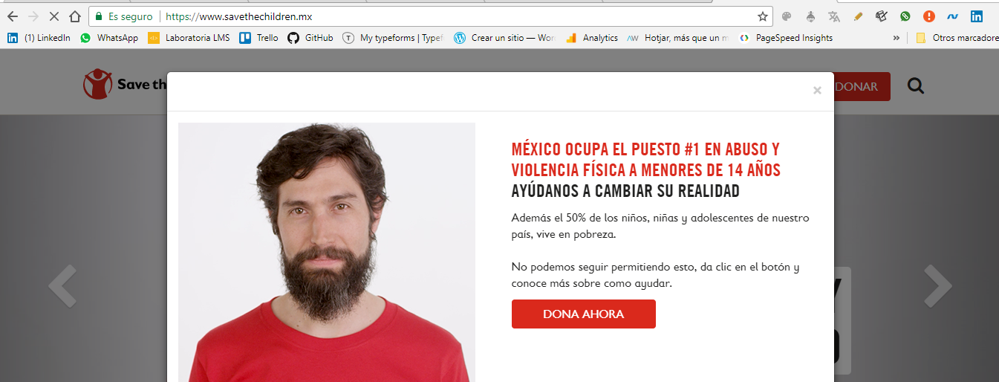 Es seguro | https://www.savethechildren.mx
(1) LinkedIn WhatsApp Laboratoria LMS Trello GitHub My typeforms | Typef Crear un sitio — Wor Analytics Hotjar, más que un m PageSpeed Insights » Otros marcadore
Save th
DONAR
×
MÉXICO OCUPA EL PUESTO #1 EN ABUSO Y
VIOLENCIA FÍSICA A MENORES DE 14 AÑOS
AYÚDANOS A CAMBIAR SU REALIDAD
Además el 50% de los niños, niñas y adolescentes de nuestro
país, vive en pobreza.
No podemos seguir permitiendo esto, da clic en el botón y
conoce más sobre como ayudar.
DONA AHORA